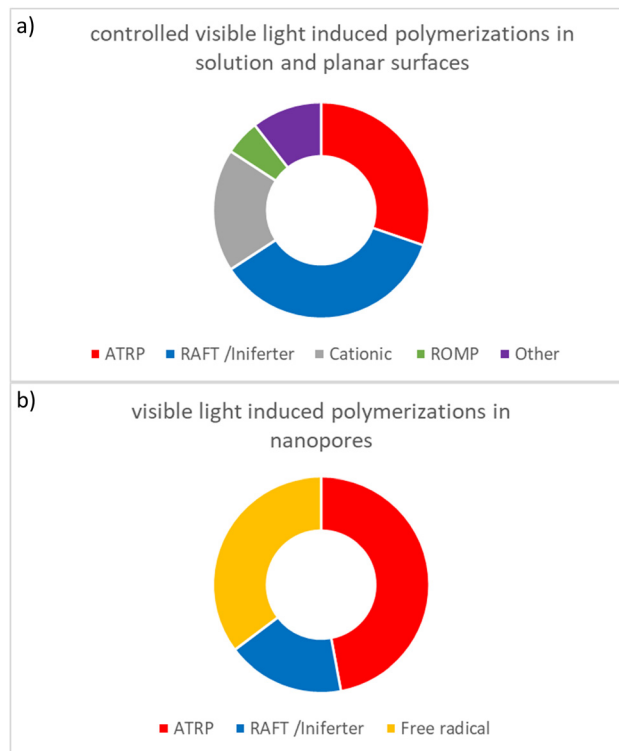 a)
controlled visible light induced polymerizations in
solution and planar surfaces
ATRP RAFT /Iniferter Cationic ROMP Other
b)
visible light induced polymerizations in
nanopores
ATRP RAFT /Iniferter Free radical